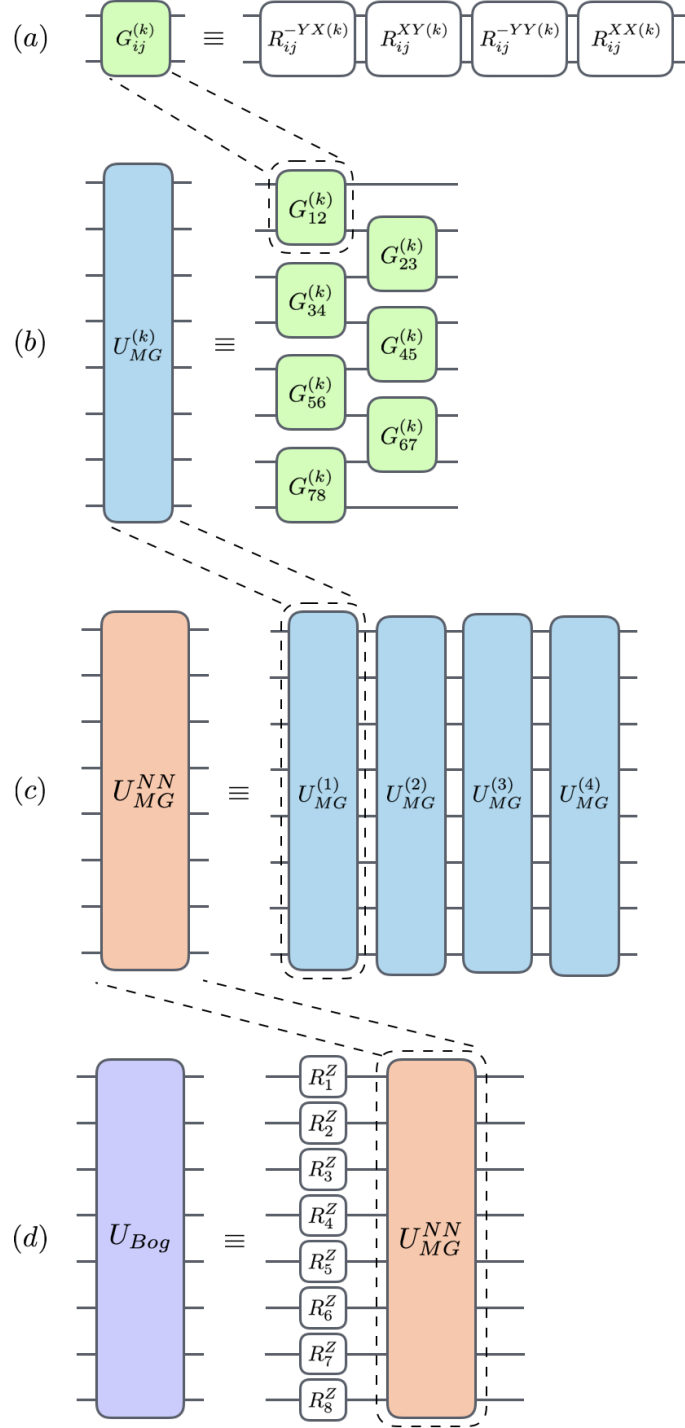 (a) G_{ij}^{(k)} ≡ R_{ij}^{-YX(k)} R_{ij}^{XY(k)} R_{ij}^{-YY(k)} R_{ij}^{XX(k)}
G_{12}^{(k)}
G_{23}^{(k)}
G_{34}^{(k)}
(b) U_{MG}^{(k)} ≡ G_{45}^{(k)}
G_{56}^{(k)}
G_{67}^{(k)}
G_{78}^{(k)}
(c) U_{MG}^{NN} ≡ U_{MG}^{(1)} U_{MG}^{(2)} U_{MG}^{(3)} U_{MG}^{(4)}
R_1^Z
R_2^Z
R_3^Z
R_4^Z
(d) U_{Bog} ≡ U_{MG}^{NN}
R_5^Z
R_6^Z
R_7^Z
R_8^Z